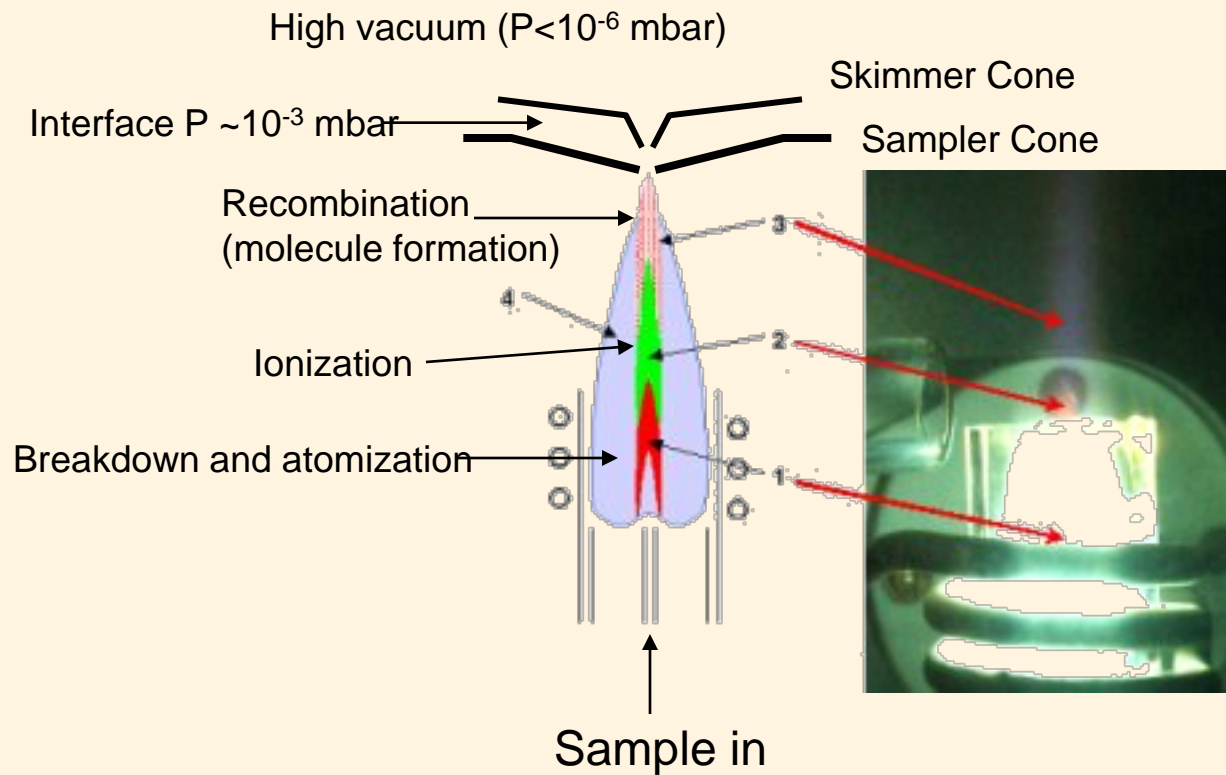 High vacuum (P<10⁻⁶ mbar)
Skimmer Cone
Interface P ~10⁻³ mbar
Sampler Cone
Recombination
(molecule formation)
3
4
2
Ionization
Breakdown and atomization
1
Sample in